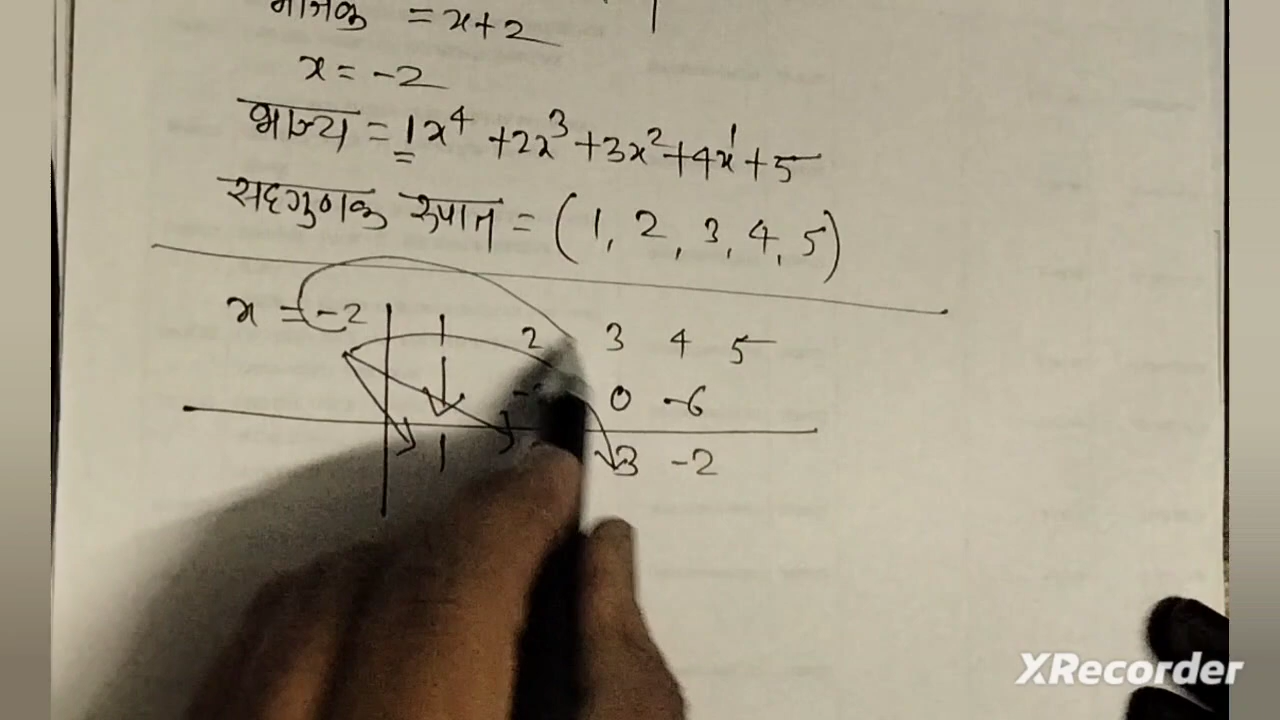 भाजक = x+2
x = -2
भाज्य = 1x⁴ +2x³+3x²+4x¹+5
सहगुणक रूपात = (1, 2, 3, 4, 5)
x = -2 1 2 3 4 5
0 -6
1 3 -2
XRecorder